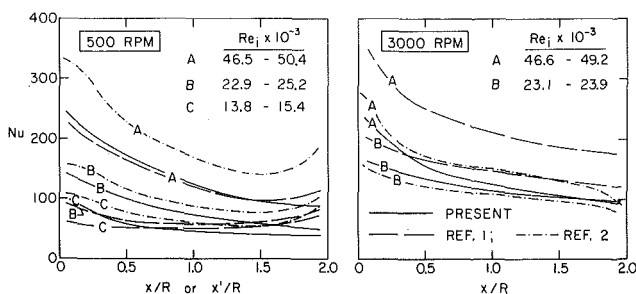 500 RPM
Re_i x 10^-3
A 46.5 - 50.4
B 22.9 - 25.2
C 13.8 - 15.4
400
300
Nu
200
100
0
A
A
B
B
C
C
B
C
0 0.5 1.0 1.5 2.0
x/R or x'/R
3000 RPM
Re_i x 10^-3
A 46.6 - 49.2
B 23.1 - 23.9
A
A
A
B
B
B
PRESENT
REF. 1; REF. 2
0 0.5 1.0 1.5 2.0
x/R